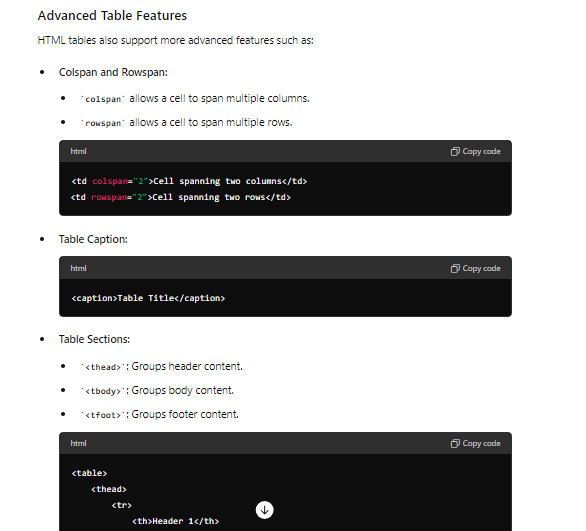 Advanced Table Features
HTML tables also support more advanced features such as:
Colspan and Rowspan:
`colspan` allows a cell to span multiple columns.
`rowspan` allows a cell to span multiple rows.
html Copy code
<td colspan="2">Cell spanning two columns</td>
<td rowspan="2">Cell spanning two rows</td>
Table Caption:
html Copy code
<caption>Table Title</caption>
Table Sections:
`<thead>`: Groups header content.
`<tbody>`: Groups body content.
`<tfoot>`: Groups footer content.
html Copy code
<table>
<thead>
<tr>
<th>Header 1</th>